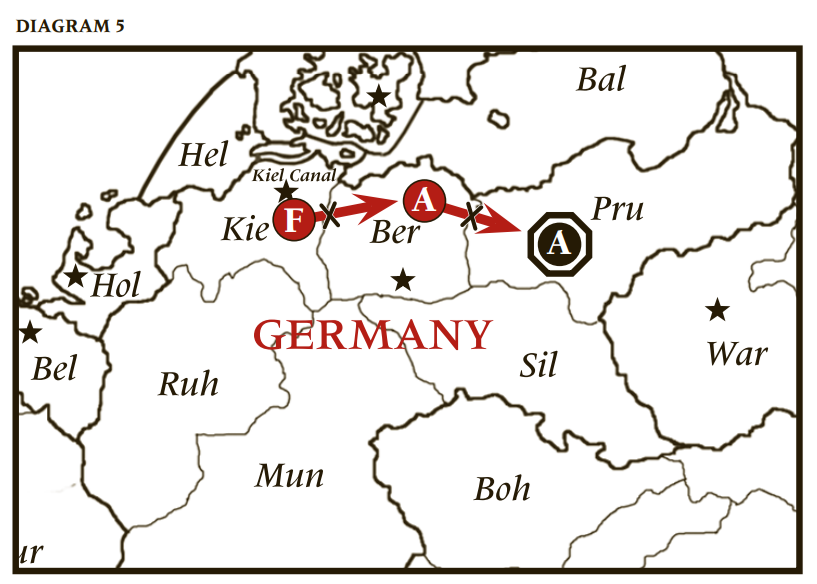 DIAGRAM 5
Bal
Hel
Kiel Canal
Kie
F
A
Ber
Pru
A
Hol
GERMANY
Bel
Ruh
Sil
War
Mun
Boh
ur